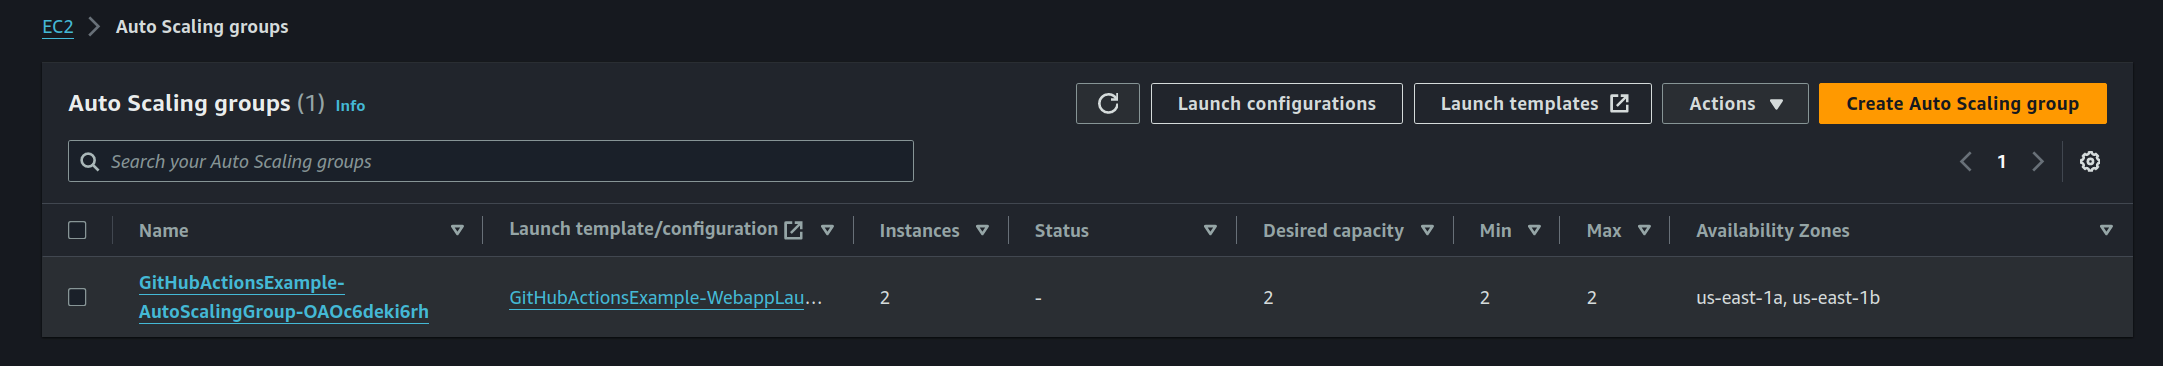 EC2 > Auto Scaling groups
Auto Scaling groups (1) Info
Launch configurations Launch templates Actions Create Auto Scaling group
Search your Auto Scaling groups
1
Name Launch template/configuration Instances Status Desired capacity Min Max Availability Zones
GitHubActionsExample-
AutoScalingGroup-OAOc6deki6rh
GitHubActionsExample-WebappLau… 2 - 2 2 2 us-east-1a, us-east-1b